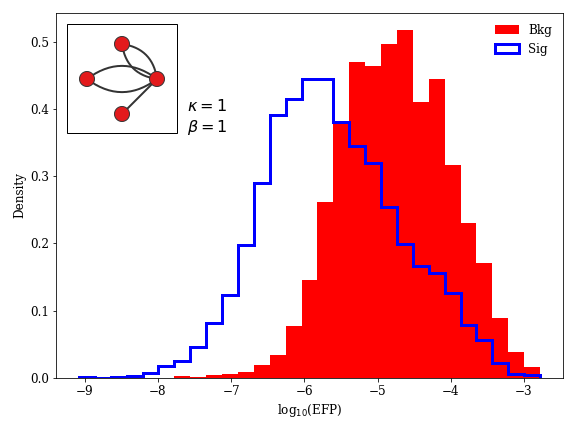 Bkg
Sig
κ = 1
β = 1
0.5
0.4
0.3
0.2
0.1
0.0
Density
−9 −8 −7 −6 −5 −4 −3
log₁₀(EFP)